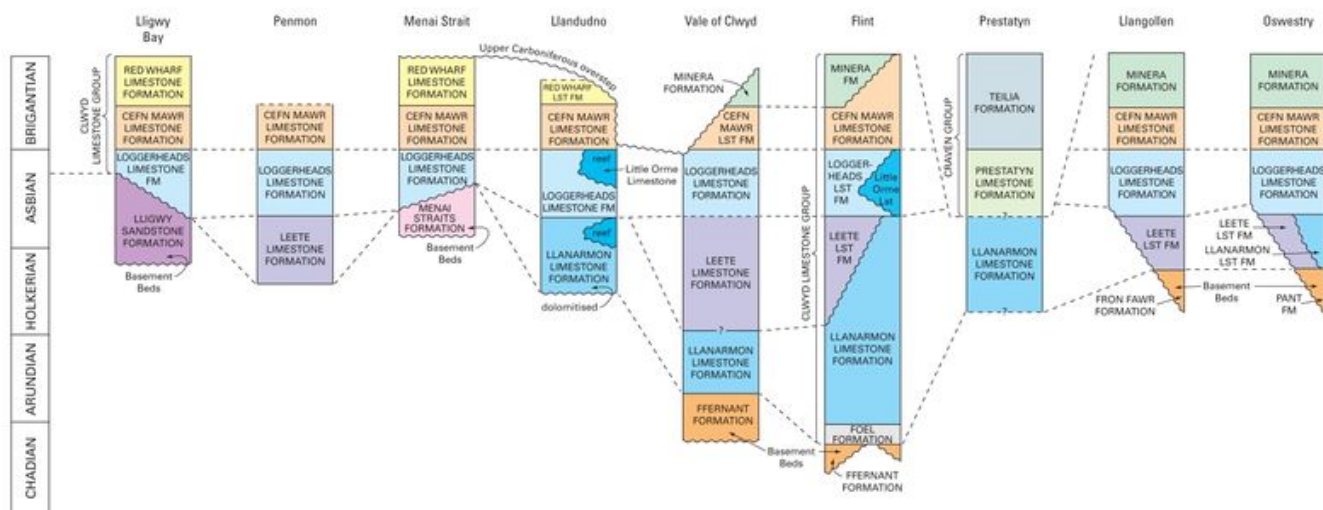 Lligwy
Bay
Penmon
Menai Strait
Llandudno
Vale of Clwyd
Flint
Prestatyn
Llangollen
Oswestry
BRIGANTIAN
ASBIAN
HOLKERIAN
ARUNDIAN
CHADIAN
CLWYD
LIMESTONE GROUP
RED WHARF
LIMESTONE
FORMATION
CEFN MAWR
LIMESTONE
FORMATION
LOGGERHEADS
LIMESTONE
FM
LLIGWY
SANDSTONE
FORMATION
Basement
Beds
CEFN MAWR
LIMESTONE
FORMATION
LOGGERHEADS
LIMESTONE
FORMATION
LEETE
LIMESTONE
FORMATION
RED WHARF
LIMESTONE
FORMATION
CEFN MAWR
LIMESTONE
FORMATION
LOGGERHEADS
LIMESTONE
FORMATION
MENAI
STRAITS
FORMATION
Basement
Beds
Upper Carboniferous overstep
RED WHARF
LST FM
CEFN MAWR
LIMESTONE
FORMATION
reef
Little Orme
Limestone
LOGGERHEADS
LIMESTONE FM
reef
LLANARMON
LIMESTONE
FORMATION
dolomitised
MINERA
FORMATION
CEFN
MAWR
LST FM
LOGGERHEADS
LIMESTONE
FORMATION
LEETE
LIMESTONE
FORMATION
?
LLANARMON
LIMESTONE
FORMATION
FFERNANT
FORMATION
Basement
Beds
CLWYD LIMESTONE GROUP
MINERA
FM
CEFN MAWR
LIMESTONE
FORMATION
LOGGER-
HEADS
LST
FM
Little
Orme
Lst
LEETE
LST
FM
LLANARMON
LIMESTONE
FORMATION
FOEL
FORMATION
FFERNANT
FORMATION
CRAVEN GROUP
TEILIA
FORMATION
PRESTATYN
LIMESTONE
FORMATION
?
LLANARMON
LIMESTONE
FORMATION
?
MINERA
FORMATION
CEFN MAWR
LIMESTONE
FORMATION
LOGGERHEADS
LIMESTONE
FORMATION
LEETE
LST FM
FRON FAWR
FORMATION
Basement
Beds
MINERA
FORMATION
CEFN MAWR
LIMESTONE
FORMATION
LOGGERHEADS
LIMESTONE
FORMATION
LEETE
LST FM
LLANARMON
LST FM
PANT
FM